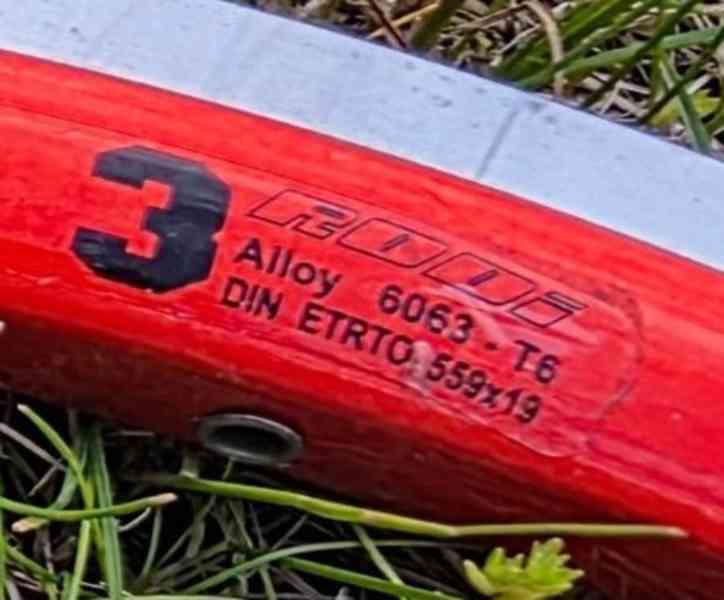 3
Rodi
Alloy 6063 - T6
DIN ETRTO 559x19